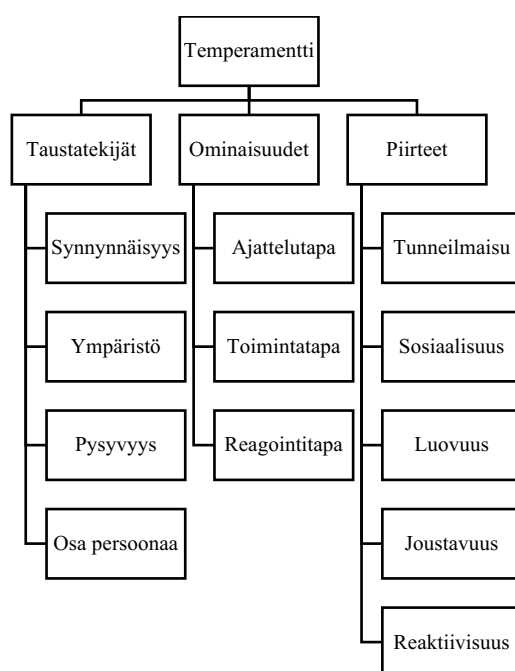 Temperamentti
Taustatekijät
Ominaisuudet
Piirteet
Synnynnäisyys
Ajattelutapa
Tunneilmaisu
Ympäristö
Toimintatapa
Sosiaalisuus
Pysyvyys
Reagointitapa
Luovuus
Osa persoonaa
Joustavuus
Reaktiivisuus